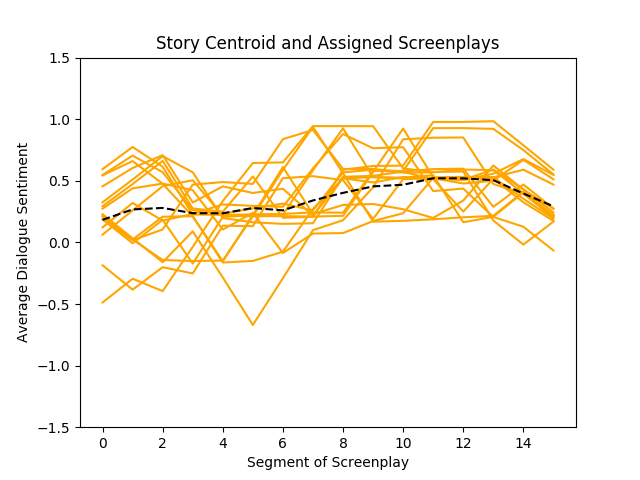 Story Centroid and Assigned Screenplays
1.5
1.0
0.5
0.0
−0.5
−1.0
−1.5
Average Dialogue Sentiment
0 2 4 6 8 10 12 14
Segment of Screenplay